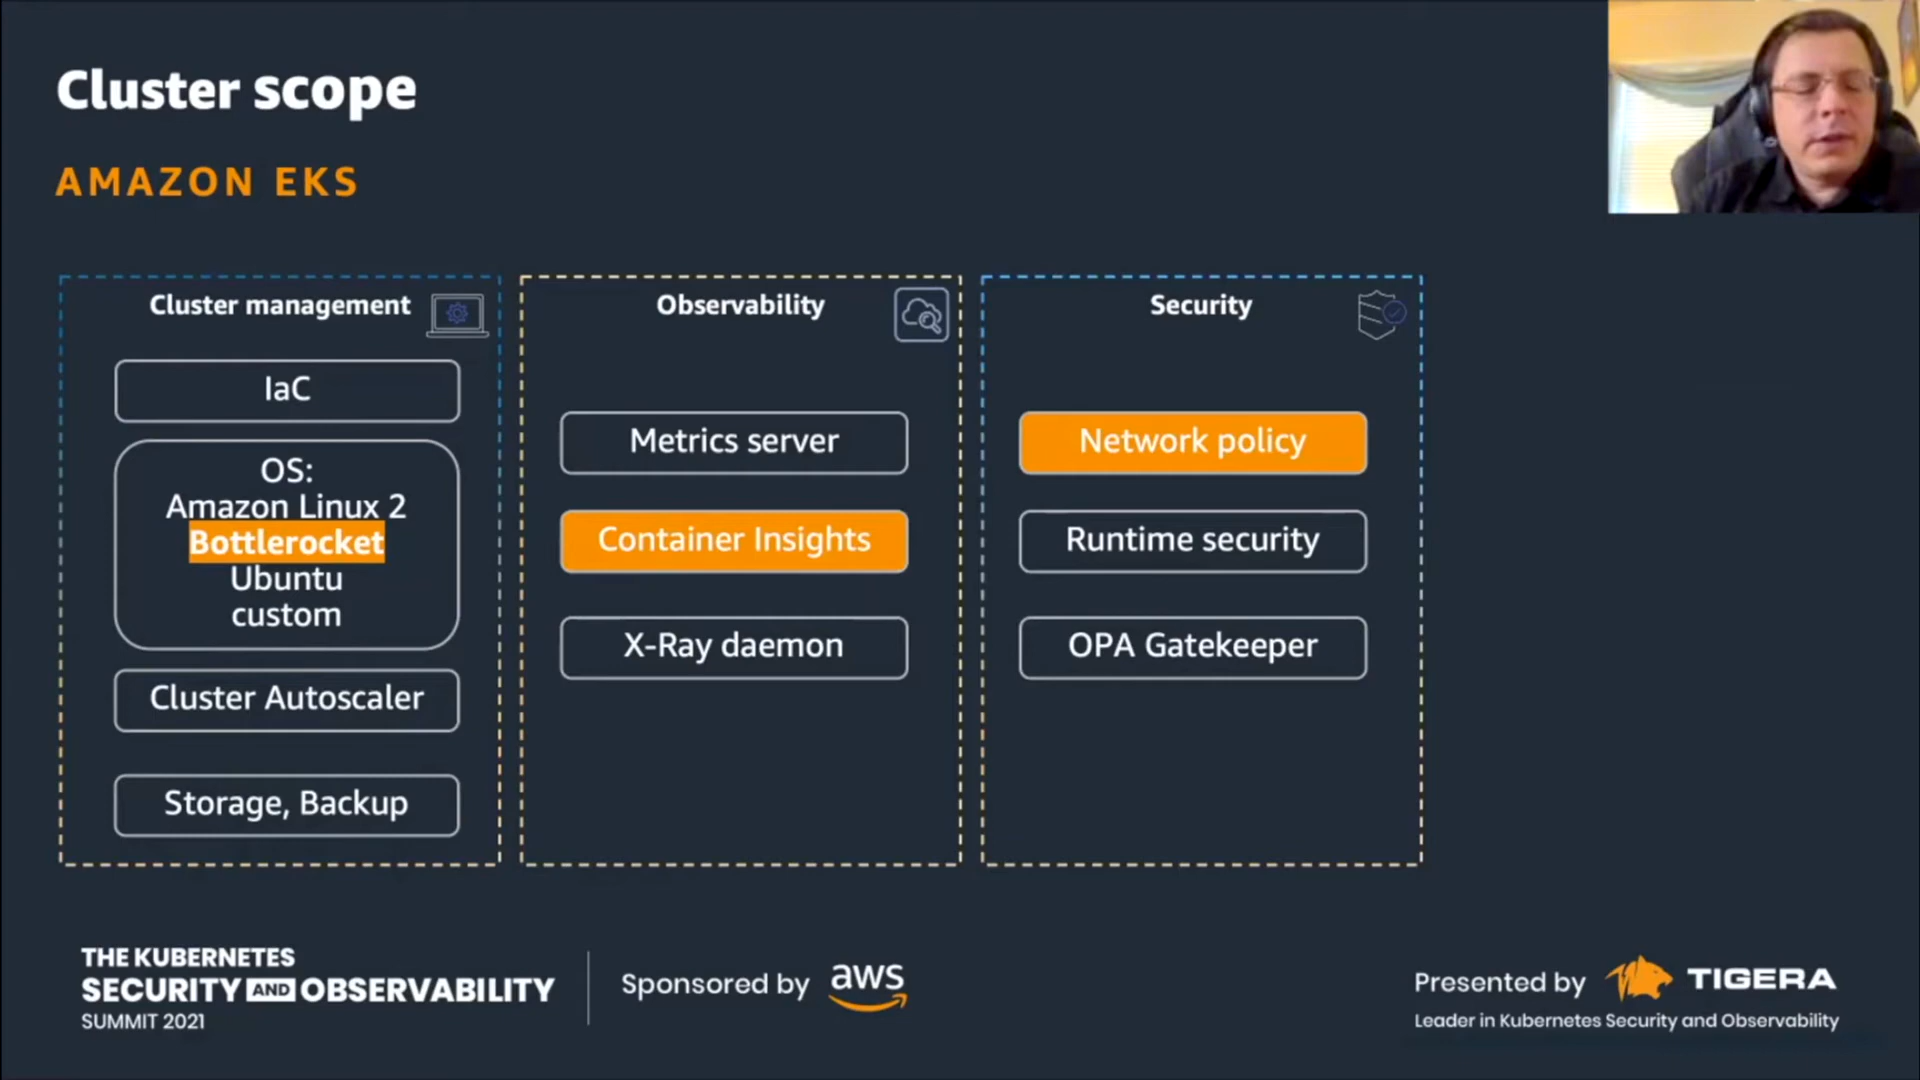 Cluster scope
AMAZON EKS
Cluster management
IaC
OS:
Amazon Linux 2
Bottlerocket
Ubuntu
custom
Cluster Autoscaler
Storage, Backup
Observability
Metrics server
Container Insights
X-Ray daemon
Security
Network policy
Runtime security
OPA Gatekeeper
THE KUBERNETES
SECURITY AND OBSERVABILITY
SUMMIT 2021
Sponsored by aws
Presented by TIGERA
Leader in Kubernetes Security and Observability